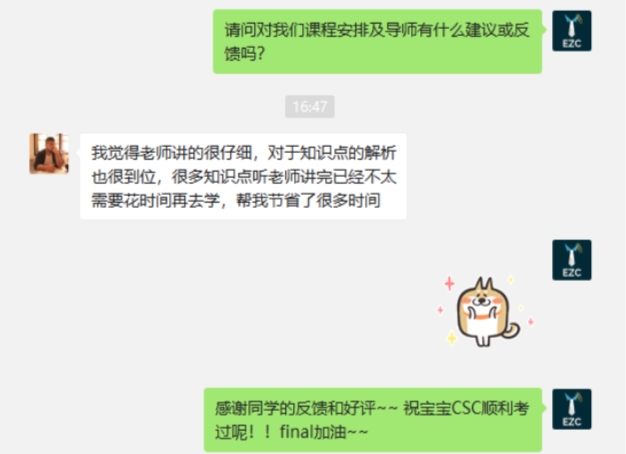 请问对我们课程安排及导师有什么建议或反
馈吗？
EZC
16:47
我觉得老师讲的很仔细，对于知识点的解析
也很到位，很多知识点听老师讲完已经不太
需要花时间再去学，帮我节省了很多时间
EZC
感谢同学的反馈和好评~~ 祝宝宝CSC顺利考
过呢！！final加油~~
EZC